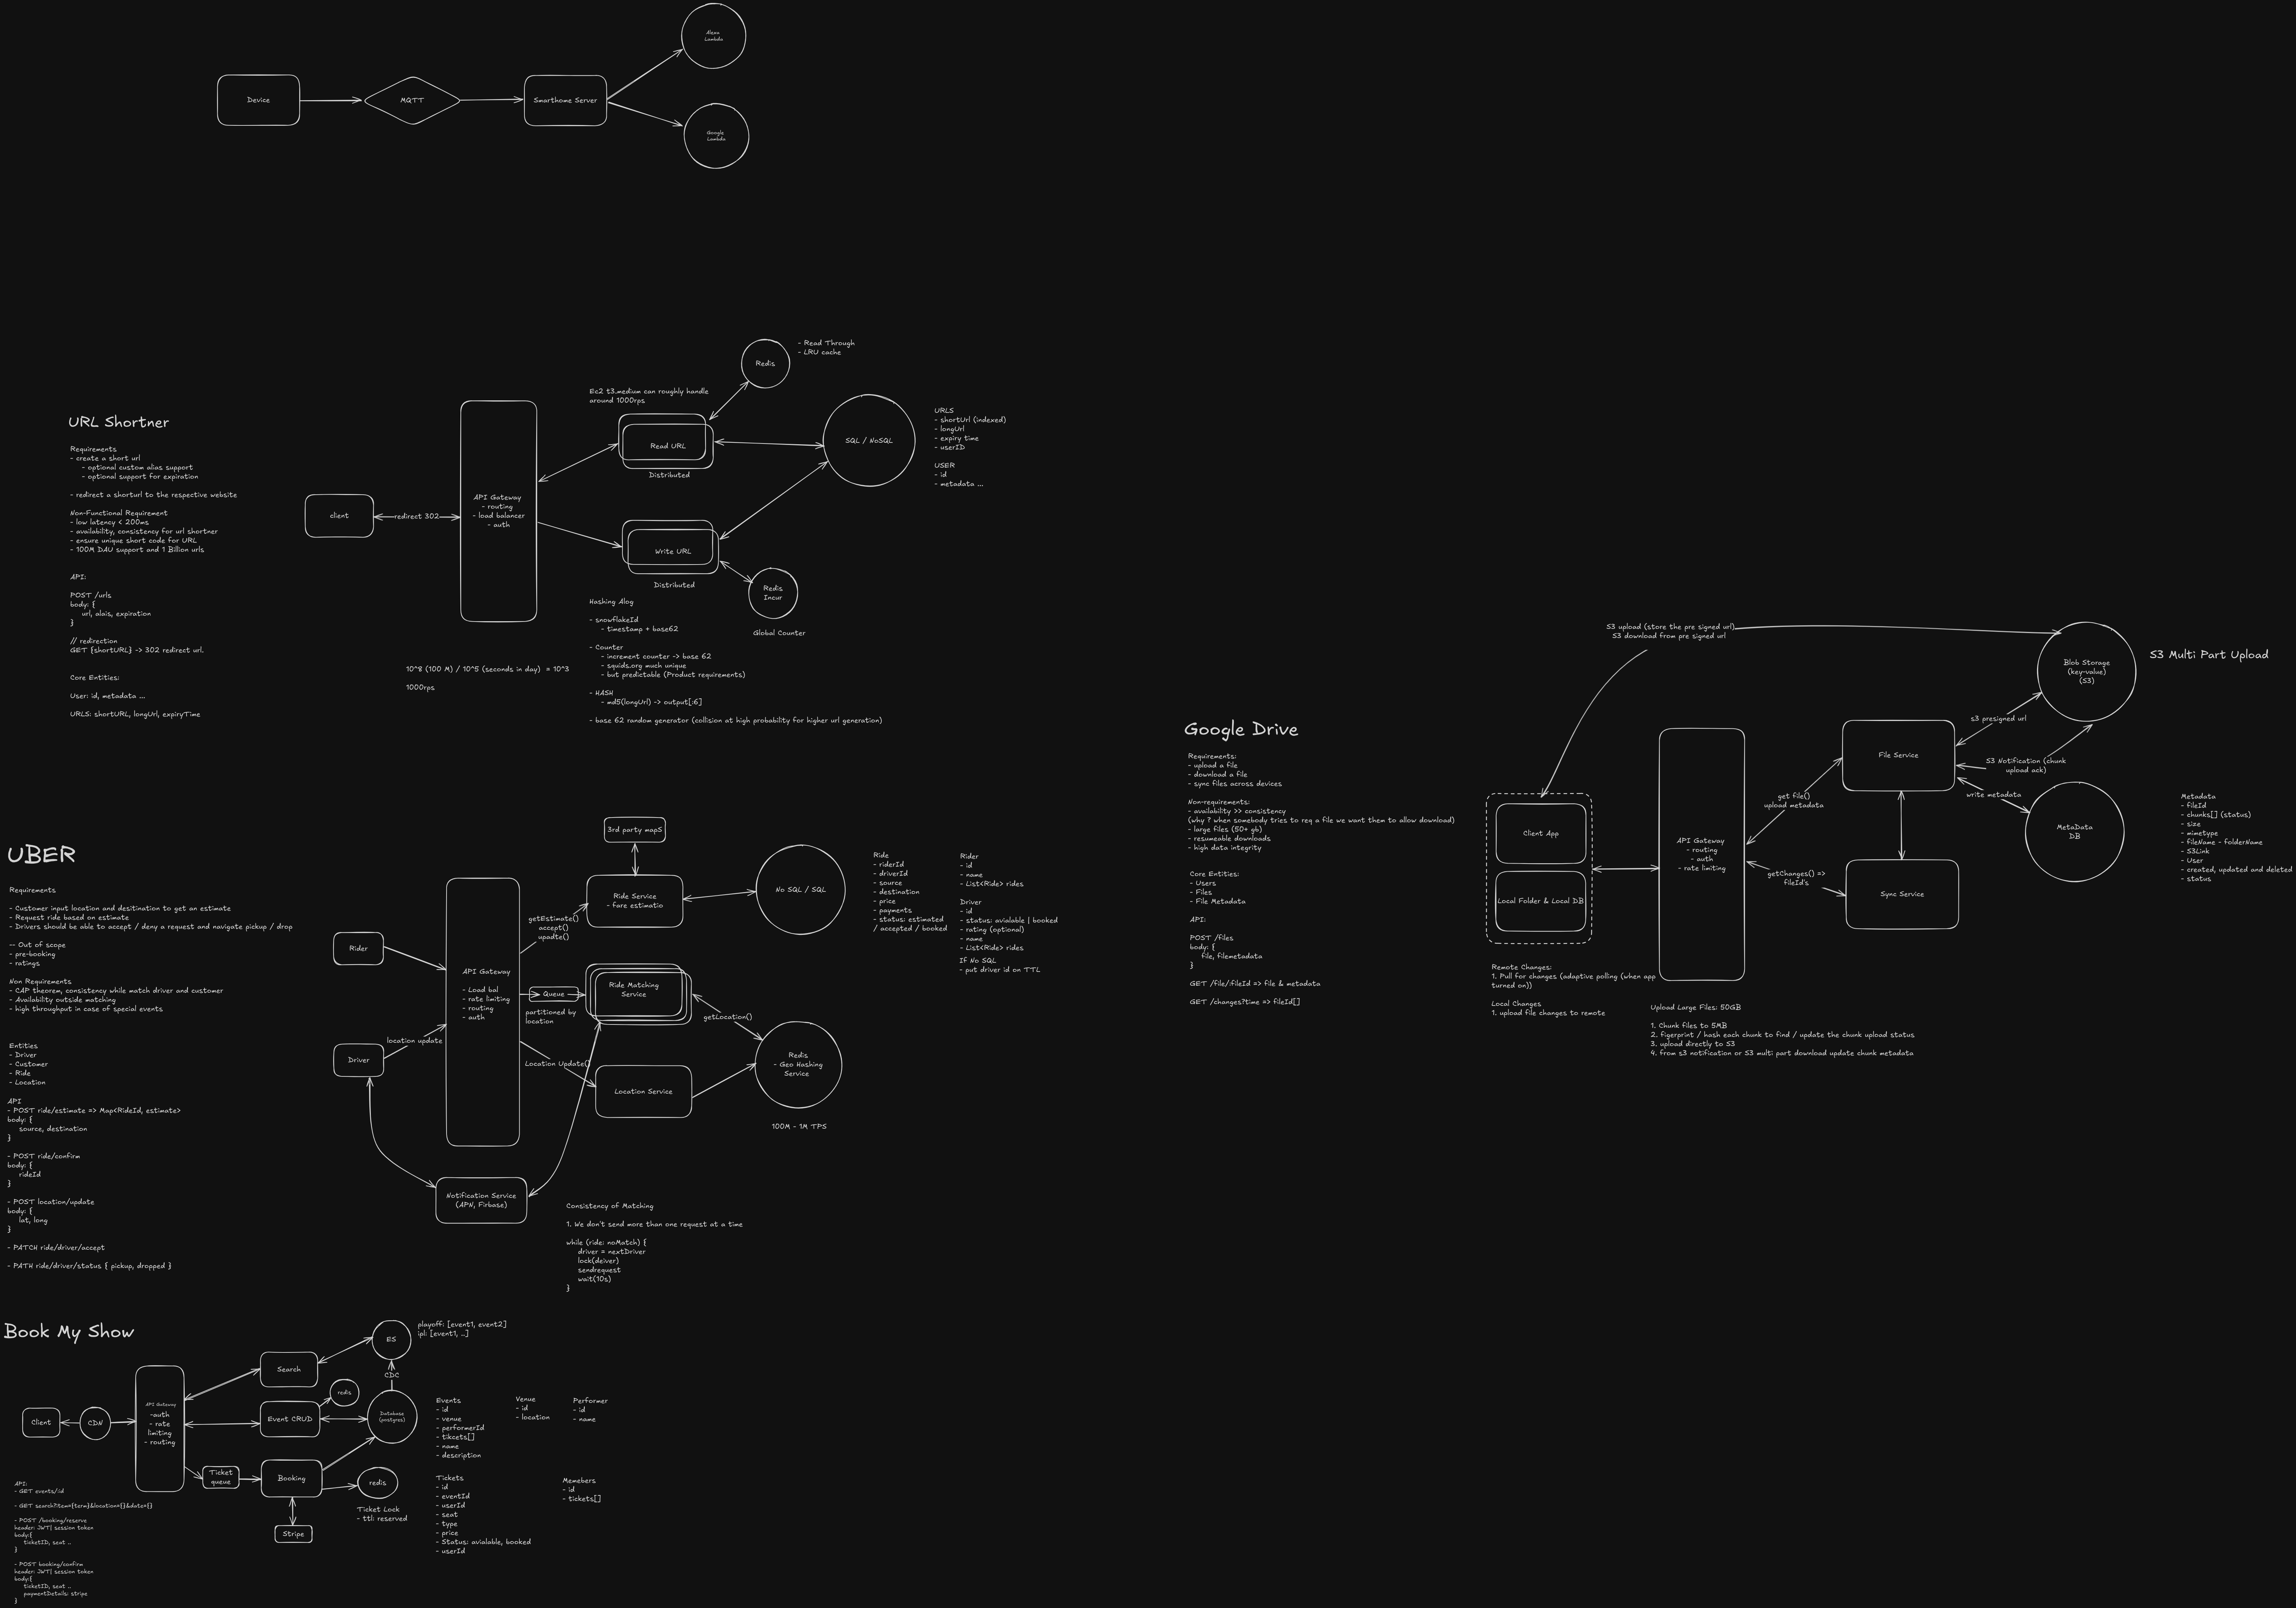 Alexa
Lambda
Device
MQTT
Smarthome Server
Google
Lambda
URL Shortner
Requirements
- create a short url
- optional custom alias support
- optional support for expiration
- redirect a shorturl to the respective website
Non-Functional Requirement
- low latency < 200ms
- availability, consistency for url shortner
- ensure unique short code for URL
- 100M DAU support and 1 Billion urls
API:
POST /urls
body: {
url, alais, expiration
}
// redirection
GET {shortURL} -> 302 redirect url.
Core Entities:
User: id, metadata ...
URLS: shortURL, longUrl, expiryTime
client
redirect 302
API Gateway
- routing
- load balancer
- auth
Ec2 t3.medium can roughly handle
around 1000rps
Read URL
Distributed
Redis
- Read Through
- LRU cache
SQL / NoSQL
URLS
- shortUrl (indexed)
- longUrl
- expiry time
- userID
USER
- id
- metadata ...
Write URL
Distributed
Redis
Incur
Global Counter
Hashing Alog
- snowflakeId
- timestamp + base62
- Counter
- increment counter -> base 62
- squids.org much unique
- but predictable (Product requirements)
- HASH
- md5(longUrl) -> output[:6]
- base 62 random generator (collision at high probability for higher url generation)
10^8 (100 M) / 10^5 (seconds in day) = 10^3
1000rps
UBER
Requirements
- Customer input location and desitination to get an estimate
- Request ride based on estimate
- Drivers should be able to accept / deny a request and navigate pickup / drop
-- Out of scope
- pre-booking
- ratings
Non Requirements
- CAP theorem, consistency while match driver and customer
- Availability outside matching
- high throughput in case of special events
Entities
- Driver
- Customer
- Ride
- Location
API
- POST ride/estimate => Map<RideId, estimate>
body: {
source, destination
}
- POST ride/confirm
body: {
rideId
}
- POST location/update
body: {
lat, long
}
- PATCH ride/driver/accept
- PATH ride/driver/status { pickup, dropped }
Rider
Driver
location update
API Gateway
- Load bal
- rate limiting
- routing
- auth
3rd party mapS
Ride Service
- fare estimatio
getEstimate()
accept()
upadte()
No SQL / SQL
Queue
partitioned by
location
Ride Matching
Service
getLocation()
Location Update()
Location Service
Redis
- Geo Hashing
Service
100M - 1M TPS
Notification Service
(APN, Firbase)
Ride
- riderId
- driverId
- source
- destination
- price
- payments
- status: estimated
/ accepted / booked
Rider
- id
- name
- List<Ride> rides
Driver
- id
- status: avialable | booked
- rating (optional)
- name
- List<Ride> rides
If No SQL
- put driver id on TTL
Consistency of Matching
1. We don't send more than one request at a time
while (ride: noMatch) {
driver = nextDriver
lock(deiver)
sendrequest
wait(10s)
}
Book My Show
Client
CDN
API Gateway
-auth
- rate
limiting
- routing
Search
ES
playoff: [event1, event2]
ipl: [event1, ..]
CDC
redis
Event CRUD
Database
(postgres)
Ticket
queue
Booking
redis
Ticket Lock
- ttl: reserved
Stripe
Events
- id
- venue
- performerId
- tikcets[]
- name
- description
Venue
- id
- location
Performer
- id
- name
Tickets
- id
- eventId
- userId
- seat
- type
- price
- Status: avialable, booked
- userId
Memebers
- id
- tickets[]
API:
- GET events/:id
- GET search?item={term}&location={}&date={}
- POST /booking/reserve
header: JWT| session token
body:{
ticketID, seat ..
}
- POST booking/confirm
header: JWT| session token
body:{
ticketID, seat ..
paymentDetails: stripe
}
Google Drive
Requirements:
- upload a file
- download a file
- sync files across devices
Non-requirements:
- availability >> consistency
(why ? when somebody tries to req a file we want them to allow download)
- large files (50+ gb)
- resumeable downloads
- high data integrity
Core Entities:
- Users
- Files
- File Metadata
API:
POST /files
body: {
file, filemetadata
}
GET /file/:fileId => file & metadata
GET /changes?time => fileId[]
S3 upload (store the pre signed url)
S3 download from pre signed url
Blob Storage
(key-value)
(S3)
S3 Multi Part Upload
s3 presigned url
File Service
S3 Notification (chunk
upload ack)
get file()
upload metadata
write metadata
MetaData
DB
Client App
Local Folder & Local DB
API Gateway
- routing
- auth
- rate limiting
getChanges() =>
fileId's
Sync Service
Metadata
- fileId
- chunks[] (status)
- size
- mimetype
- fileName - folderName
- S3Link
- User
- created, updated and deleted
- status
Remote Changes:
1. Pull for changes (adaptive polling (when app
turned on))
Local Changes
1. upload file changes to remote
Upload Large Files: 50GB
1. Chunk files to 5MB
2. figerprint / hash each chunk to find / update the chunk upload status
3. upload directly to S3
4. from s3 notification or S3 multi part download update chunk metadata